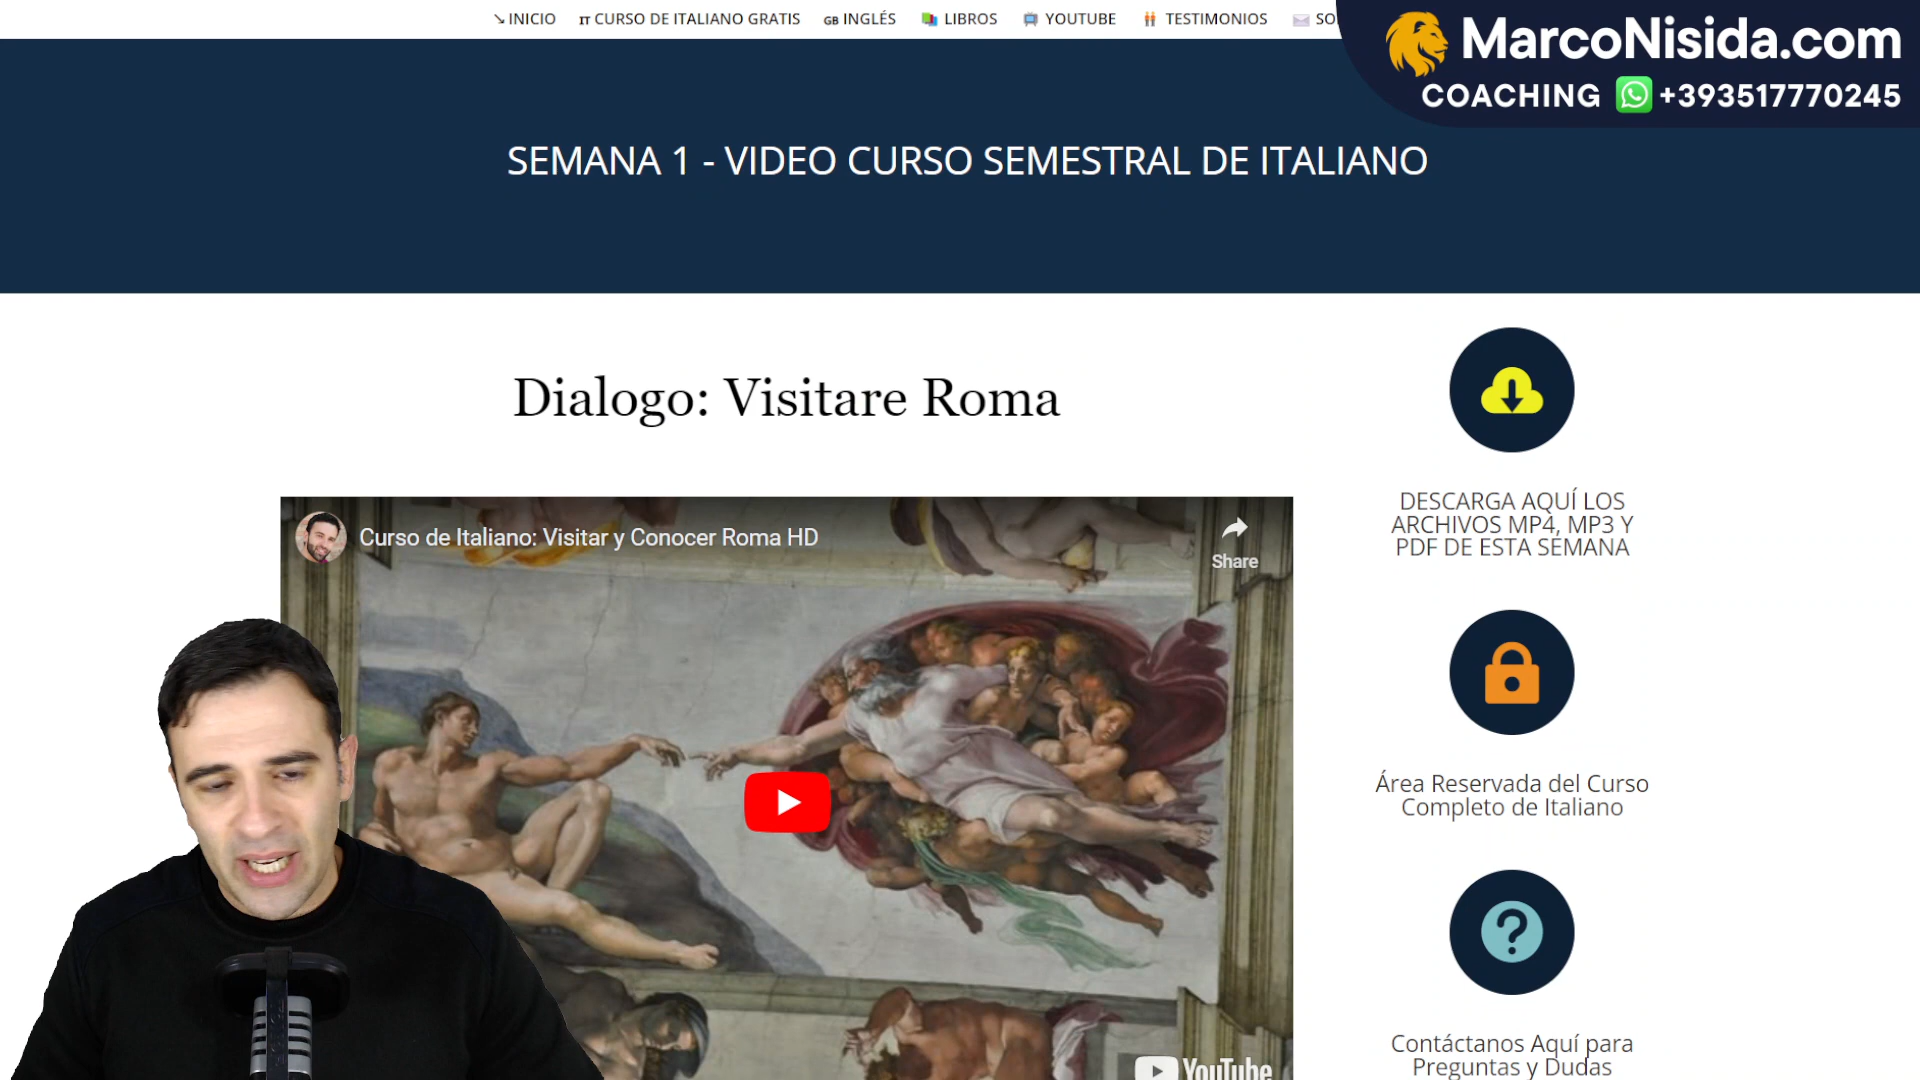 INICIO IT CURSO DE ITALIANO GRATIS GB INGLÉS LIBROS YOUTUBE TESTIMONIOS
MarcoNisida.com
COACHING +393517770245
SEMANA 1 - VIDEO CURSO SEMESTRAL DE ITALIANO
Dialogo: Visitare Roma
Curso de Italiano: Visitar y Conocer Roma HD
Share
YouTube
DESCARGA AQUÍ LOS
ARCHIVOS MP4, MP3 Y
PDF DE ESTA SEMANA
Área Reservada del Curso
Completo de Italiano
Contáctanos Aquí para
Preguntas y Dudas